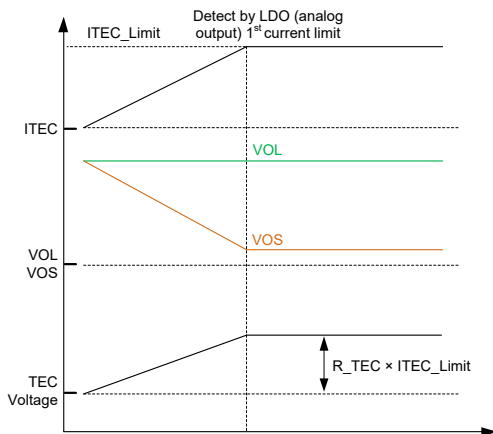 Detect by LDO (analog
output) 1st current limit
ITEC_Limit
ITEC
VOL
VOS
VOL
VOS
R_TEC × ITEC_Limit
TEC
Voltage